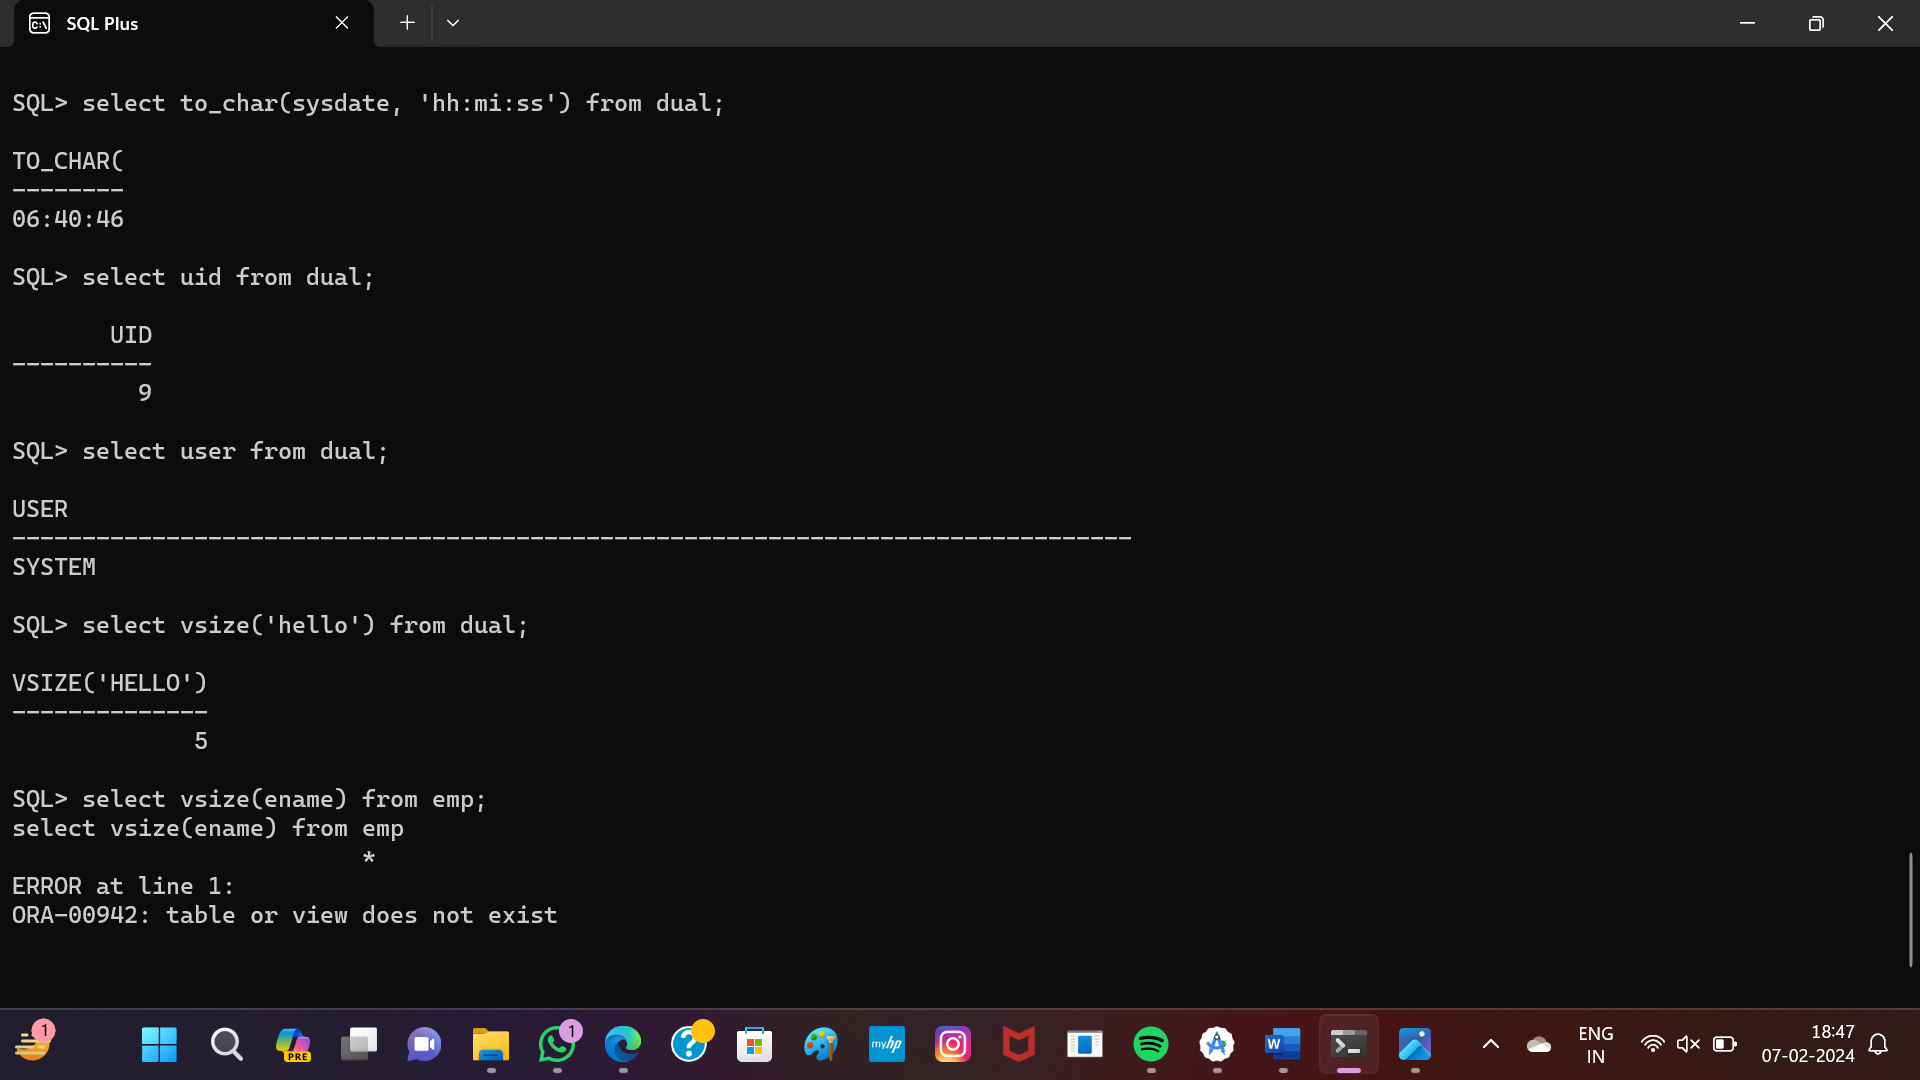 SQL Plus
SQL> select to_char(sysdate, 'hh:mi:ss') from dual;
TO_CHAR(
--------
06:40:46
SQL> select uid from dual;
UID
----------
9
SQL> select user from dual;
USER
--------------------------------------------------------------------------------
SYSTEM
SQL> select vsize('hello') from dual;
VSIZE('HELLO')
--------------
5
SQL> select vsize(ename) from emp;
select vsize(ename) from emp
*
ERROR at line 1:
ORA-00942: table or view does not exist
1
PRE
1
myhp
W
ENG
IN
18:47
07-02-2024